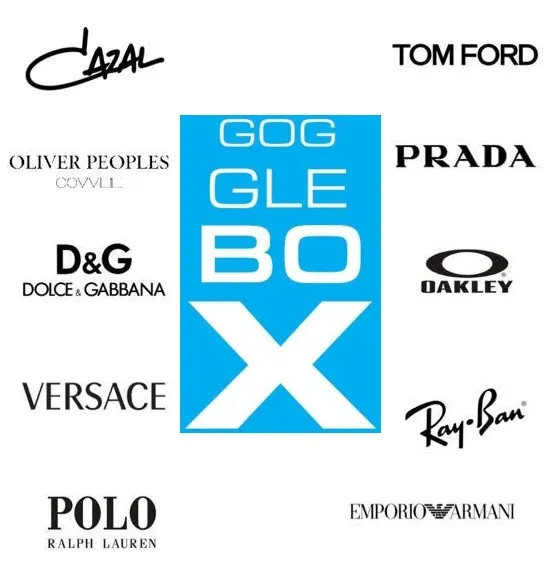 CAZAL
TOM FORD
GOG
GLE
BO
X
OLIVER PEOPLES
PRADA
D&G
DOLCE & GABBANA
OAKLEY
VERSACE
Ray-Ban
POLO
RALPH LAUREN
EMPORIO ARMANI